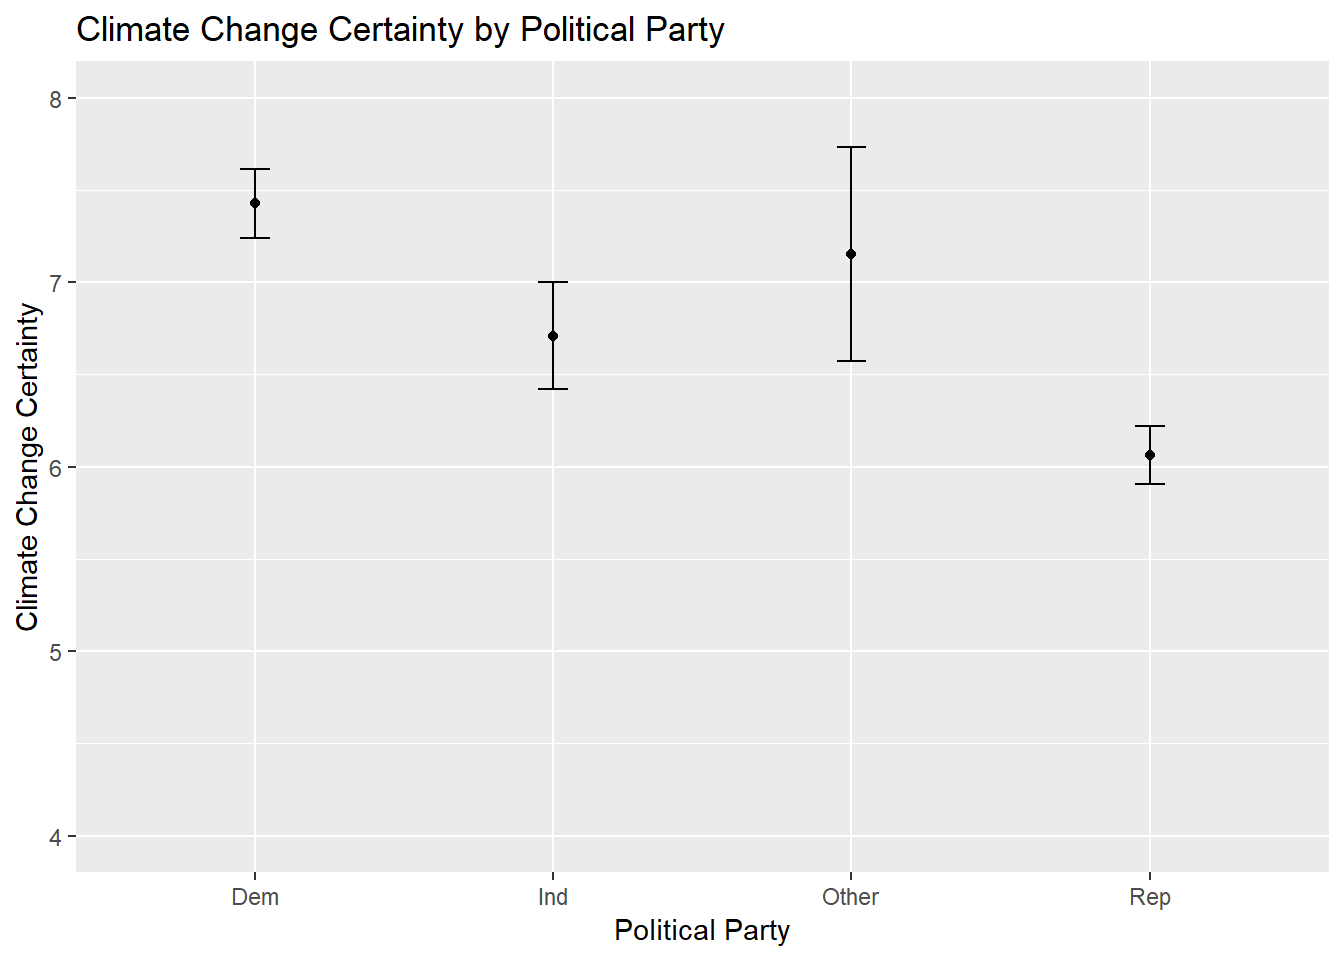 Climate Change Certainty by Political Party
Climate Change Certainty
8
7
6
5
4
Dem Ind Other Rep
Political Party